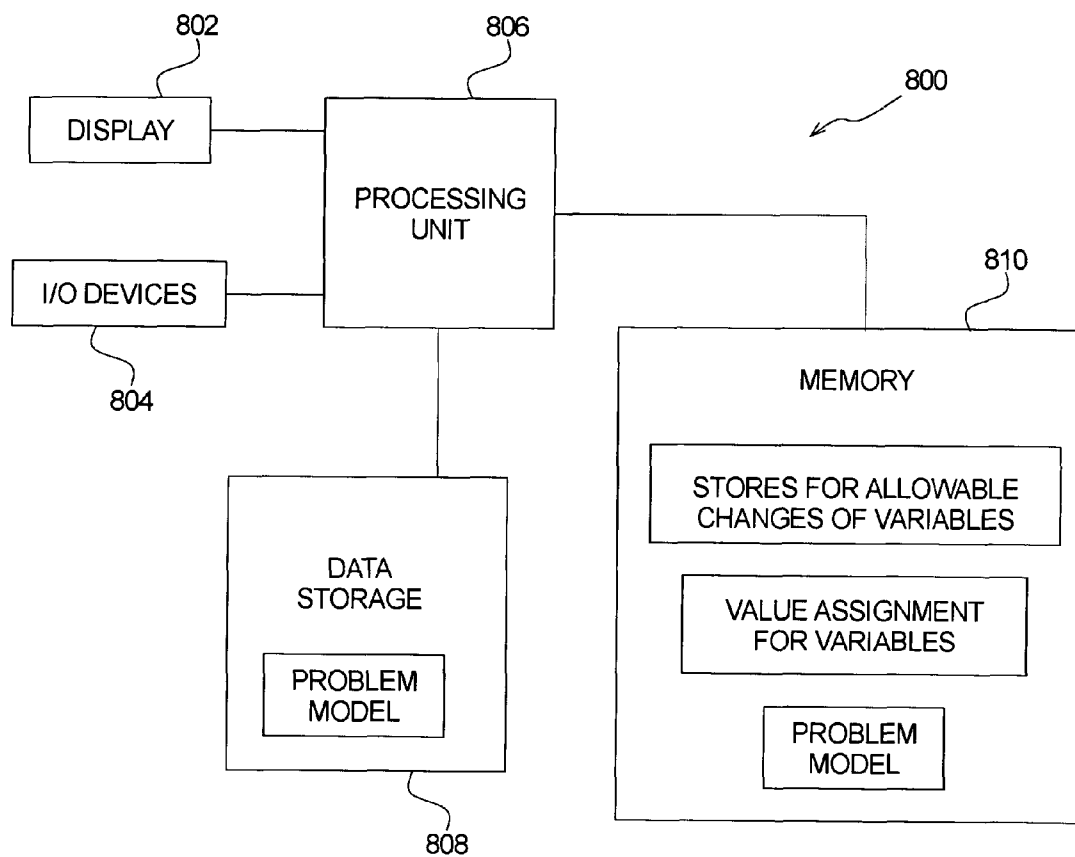 802
806
800
DISPLAY
PROCESSING
UNIT
810
I/O DEVICES
804
MEMORY
STORES FOR ALLOWABLE
CHANGES OF VARIABLES
DATA
STORAGE
VALUE ASSIGNMENT
FOR VARIABLES
PROBLEM
MODEL
PROBLEM
MODEL
808